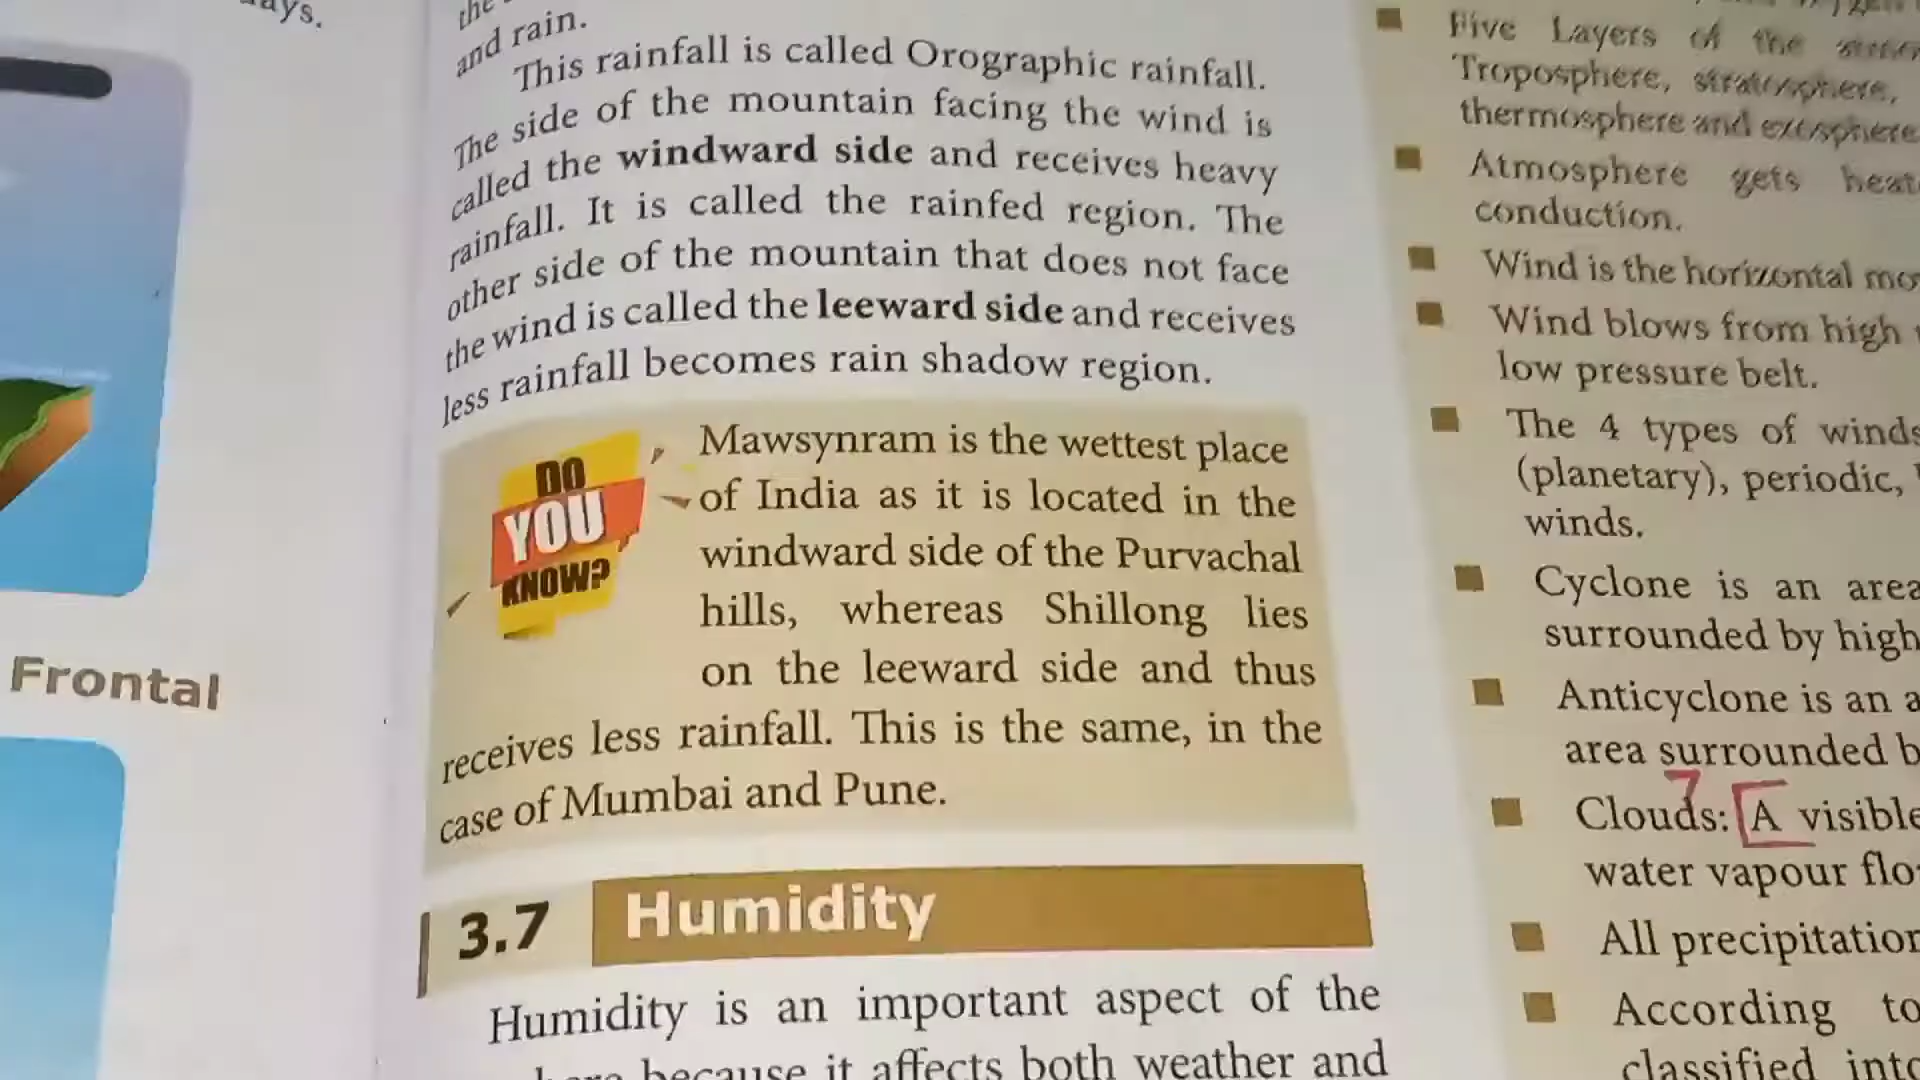 ays.
Frontal
the
and rain.
This rainfall is called Orographic rainfall.
The side of the mountain facing the wind is
called the windward side and receives heavy
rainfall. It is called the rainfed region. The
other side of the mountain that does not face
the wind is called the leeward side and receives
less rainfall becomes rain shadow region.
DO
YOU
KNOW?
Mawsynram is the wettest place
of India as it is located in the
windward side of the Purvachal
hills, whereas Shillong lies
on the leeward side and thus
receives less rainfall. This is the same, in the
case of Mumbai and Pune.
3.7 Humidity
Humidity is an important aspect of the
because it affects both weather and
Five Layers of the
Troposphere, stratosphere,
thermosphere and exosphere
Atmosphere gets heat
conduction.
Wind is the horizontal mo
Wind blows from high
low pressure belt.
The 4 types of winds
(planetary), periodic,
winds.
Cyclone is an area
surrounded by high
Anticyclone is an a
area surrounded b
7
Clouds: A visible
water vapour flo
All precipitation
According to
classified into